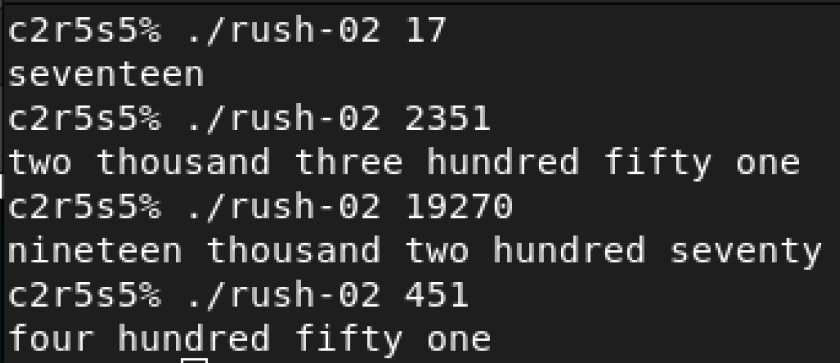 c2r5s5% ./rush-02 17
seventeen
c2r5s5% ./rush-02 2351
two thousand three hundred fifty one
c2r5s5% ./rush-02 19270
nineteen thousand two hundred seventy
c2r5s5% ./rush-02 451
four hundred fifty one